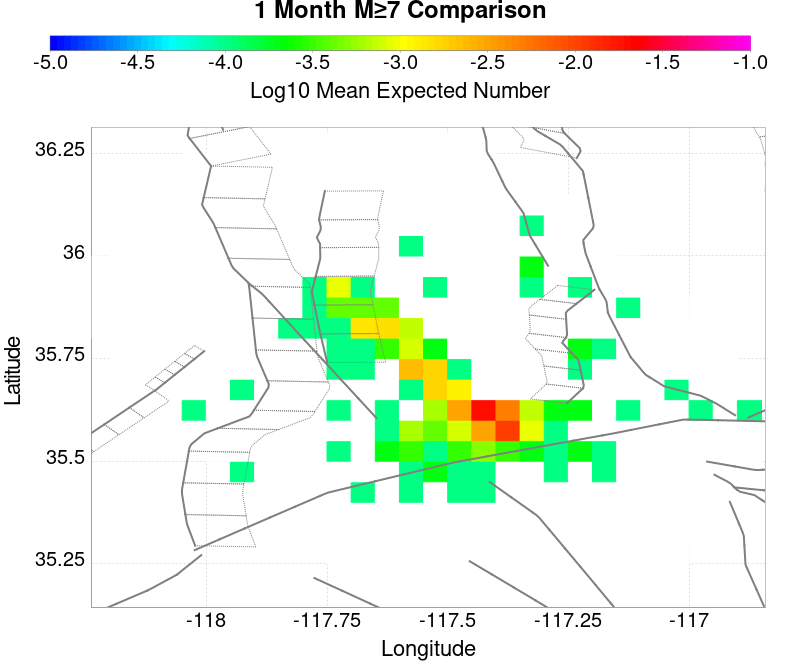 1 Month M≥7 Comparison
-5.0 -4.5 -4.0 -3.5 -3.0 -2.5 -2.0 -1.5 -1.0
Log10 Mean Expected Number
36.25
36
35.75
35.5
35.25
Latitude
-118 -117.75 -117.5 -117.25 -117
Longitude